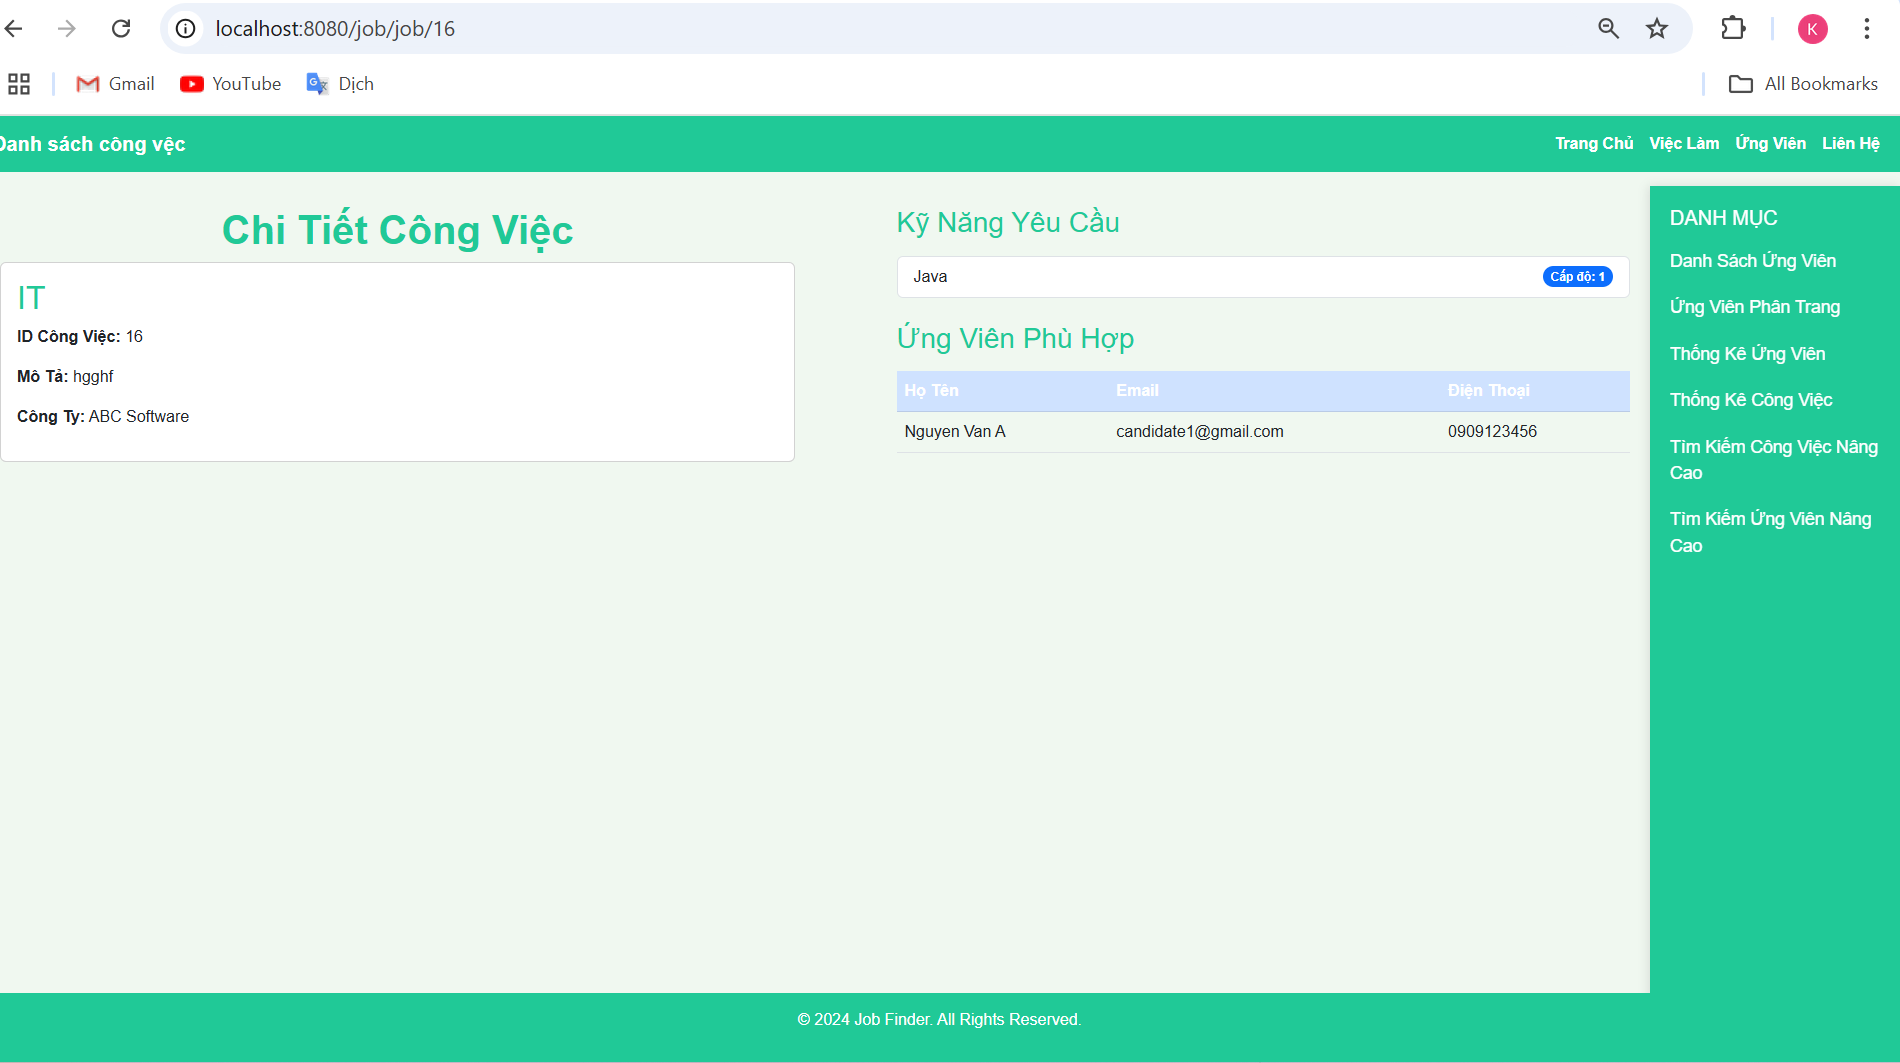 localhost:8080/job/job/16
K
Gmail
YouTube
Dịch
All Bookmarks
Danh sách công vệc
Trang Chủ
Việc Làm
Ứng Viên
Liên Hệ
Chi Tiết Công Việc
IT
ID Công Việc: 16
Mô Tả: hgghf
Công Ty: ABC Software
Kỹ Năng Yêu Cầu
Java
Cấp độ: 1
Ứng Viên Phù Hợp
Họ Tên Email Điện Thoại
Nguyen Van A candidate1@gmail.com 0909123456
DANH MỤC
Danh Sách Ứng Viên
Ứng Viên Phân Trang
Thống Kê Ứng Viên
Thống Kê Công Việc
Tìm Kiếm Công Việc Nâng
Cao
Tìm Kiếm Ứng Viên Nâng
Cao
© 2024 Job Finder. All Rights Reserved.